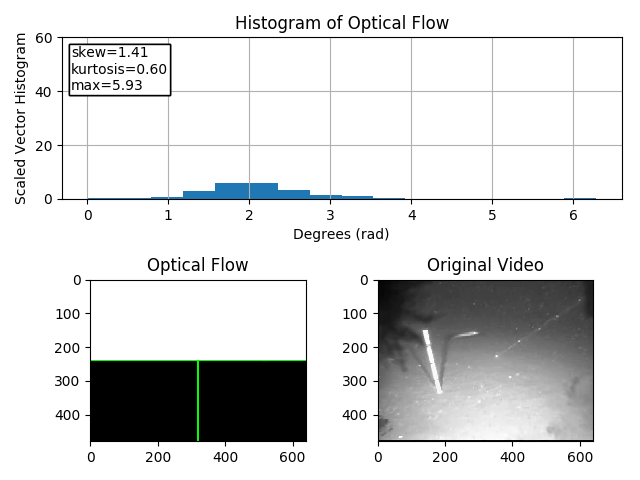 Histogram of Optical Flow
Scaled Vector Histogram
60
40
20
0
skew=1.41
kurtosis=0.60
max=5.93
0 1 2 3 4 5 6
Degrees (rad)
Optical Flow
0
100
200
300
400
0 200 400 600
Original Video
0
100
200
300
400
0 200 400 600